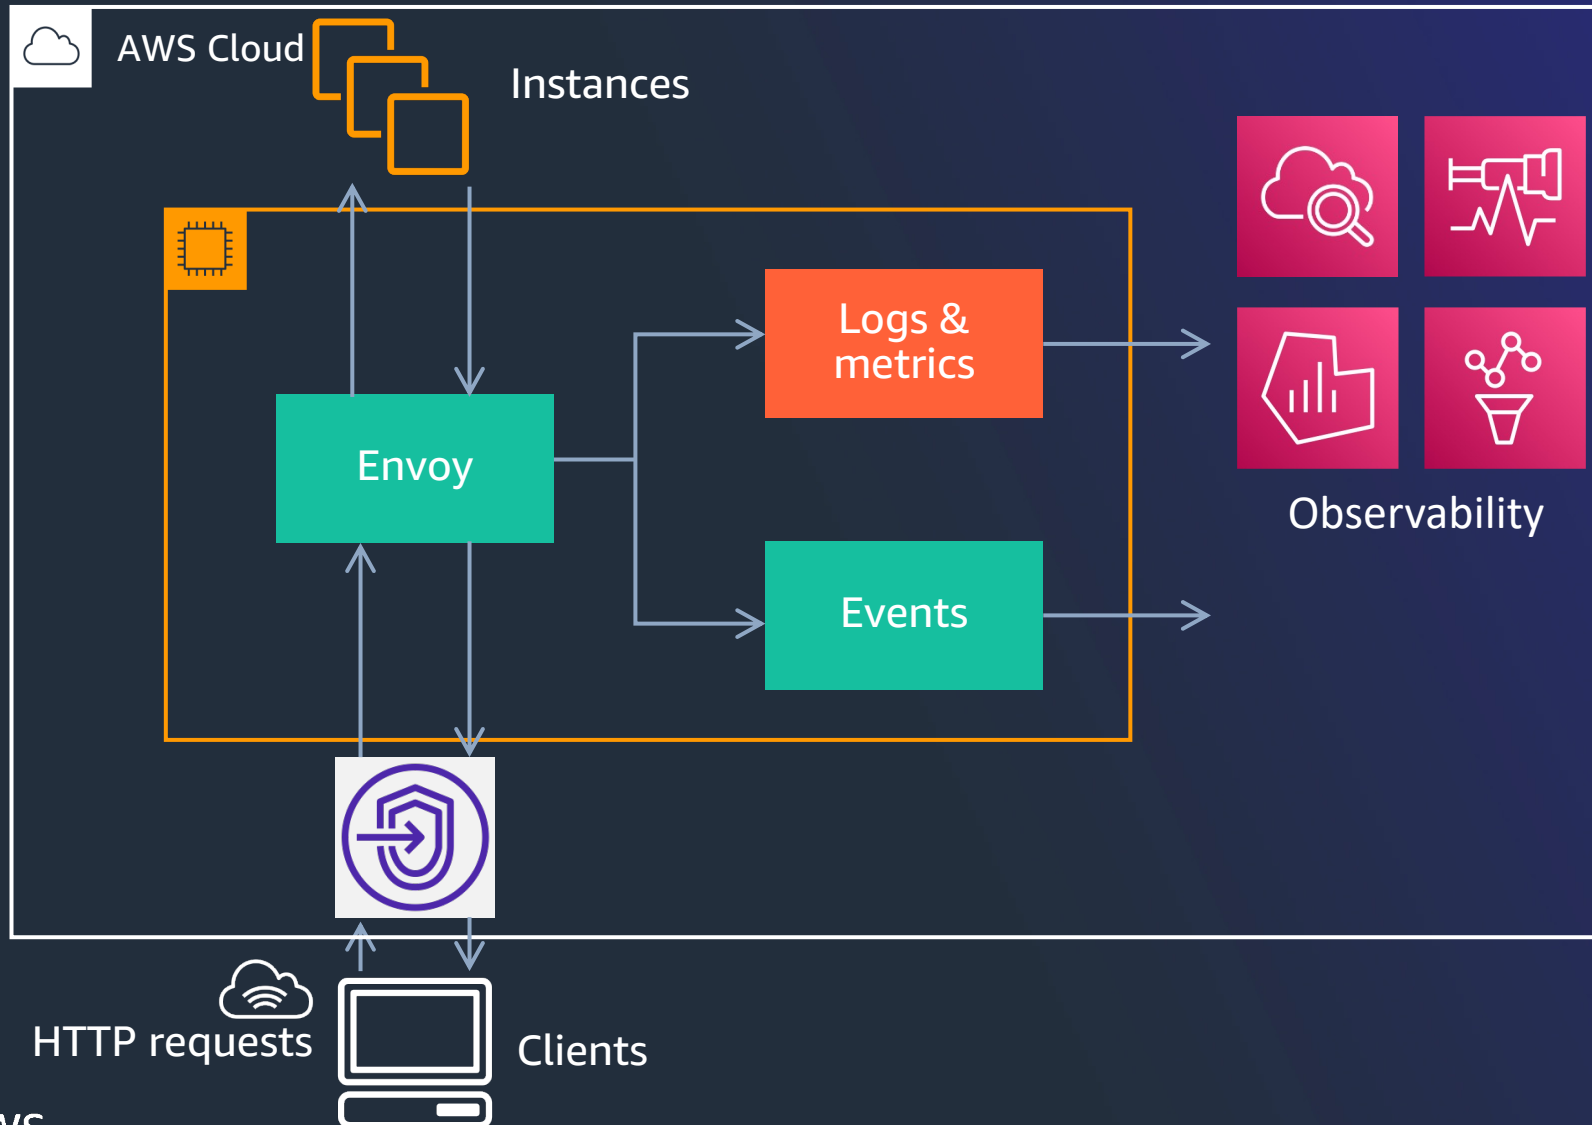 AWS Cloud
Instances
Logs &
metrics
Envoy
Observability
Events
HTTP requests
Clients